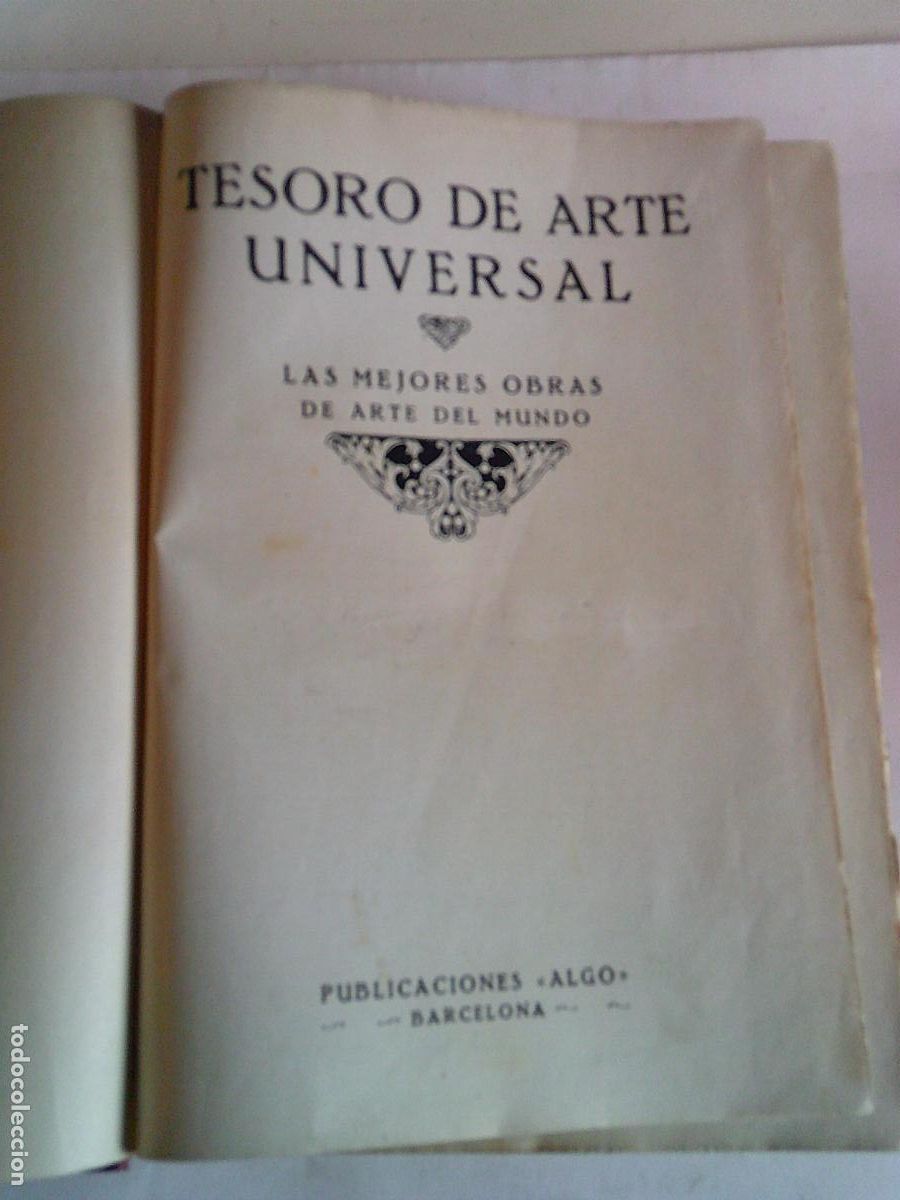 TESORO DE ARTE
UNIVERSAL
LAS MEJORES OBRAS
DE ARTE DEL MUNDO
PUBLICACIONES «ALGO»
BARCELONA
todocoleccion